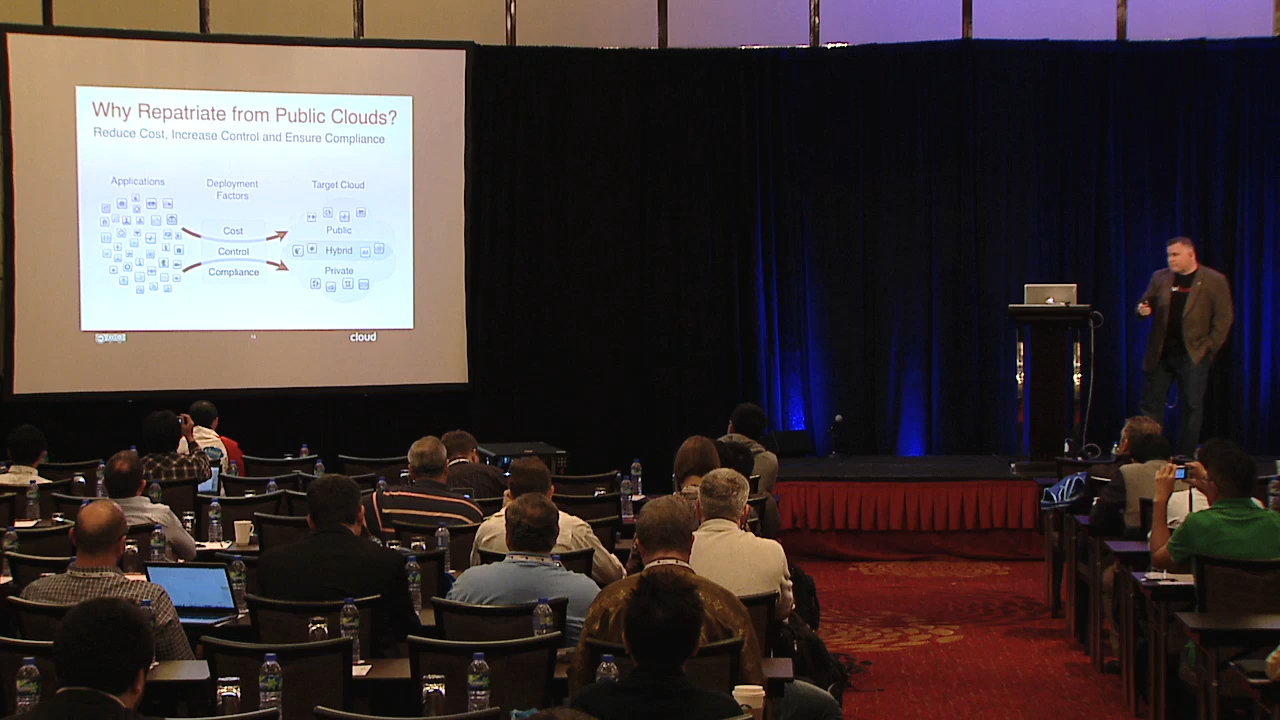 Why Repatriate from Public Clouds?
Reduce Cost, Increase Control and Ensure Compliance
Applications
Deployment
Factors
Target Cloud
Cost
Control
Compliance
Public
Hybrid
Private
cloud